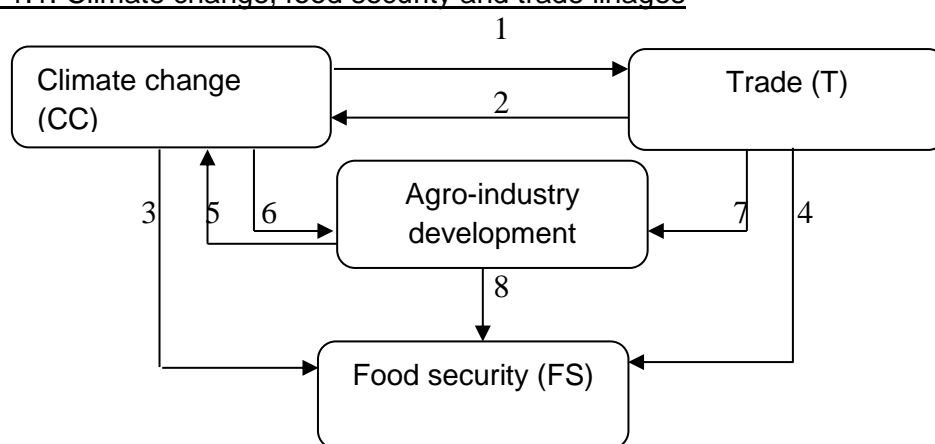 1.1: Climate change, food security and trade linages
1
Climate change
(CC)
Trade (T)
2
Agro-industry
development
3
5
6
7
4
8
Food security (FS)